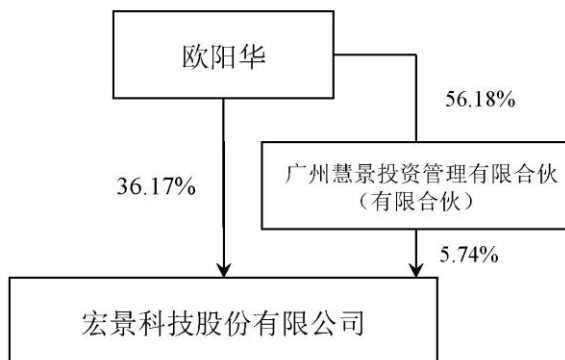 欧阳华
56.18%
36.17%
广州慧景投资管理有限合伙
（有限合伙）
5.74%
宏景科技股份有限公司